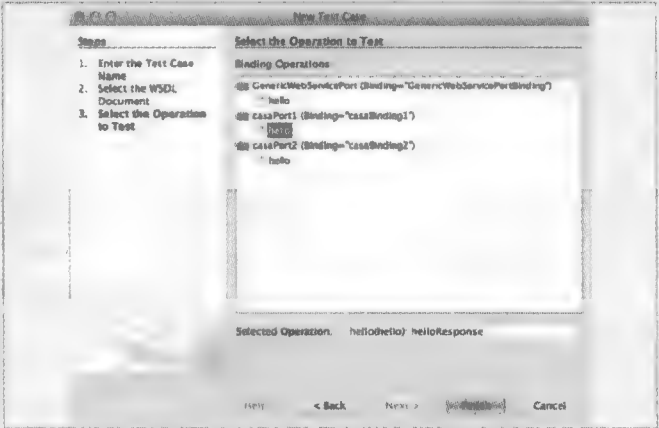 New Test Case
Steps
1. Enter the Test Case
Name
2. Select the WSDL
Document
3. Select the Operation
to Test
Select the Operation to Test
Binding Operations
GenericWebServicePort (Binding="GenericWebServicePortBinding")
hello
casaPort1 (Binding="casaBinding1")
hello
casaPort2 (Binding="casaBinding2")
hello
Selected Operation: hello(hello): helloResponse
Help
< Back
Next >
Finish
Cancel